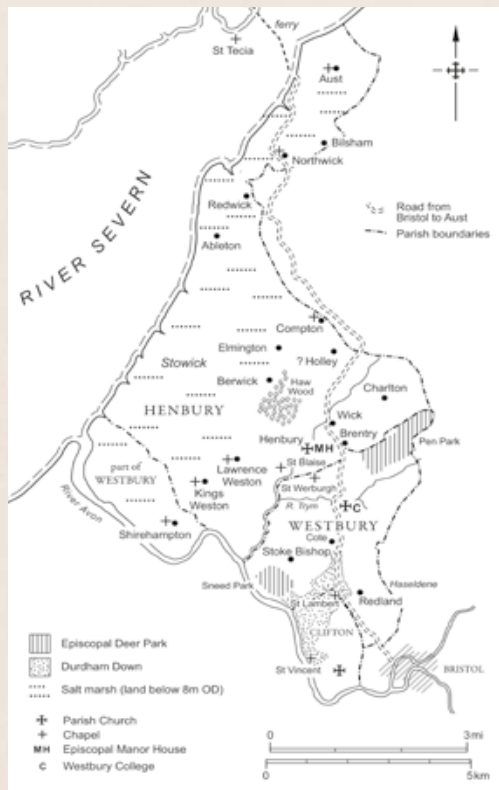 ferry
St Tecia
Aust
Bilsham
Northwick
Redwick
Road from
Bristol to Aust
Parish boundaries
Ableton
RIVER SEVERN
Compton
Elmington
? Holley
Stowick
Berwick
Haw
Wood
Charlton
HENBURY
Wick
Henbury
MH
Brentry
Pen Park
part of
WESTBURY
Lawrence
Weston
St Blaise
St Werburgh
Kings
Weston
R. Trym
C
River Avon
WESTBURY
Shirehampton
Cote
Stoke Bishop
Haseldene
Sneed Park
St Lambert
Redland
CLIFTON
St Vincent
BRISTOL
Episcopal Deer Park
Durdham Down
Salt marsh (land below 8m OD)
Parish Church
Chapel
MH Episcopal Manor House
C Westbury College
0 3mi
0 5km